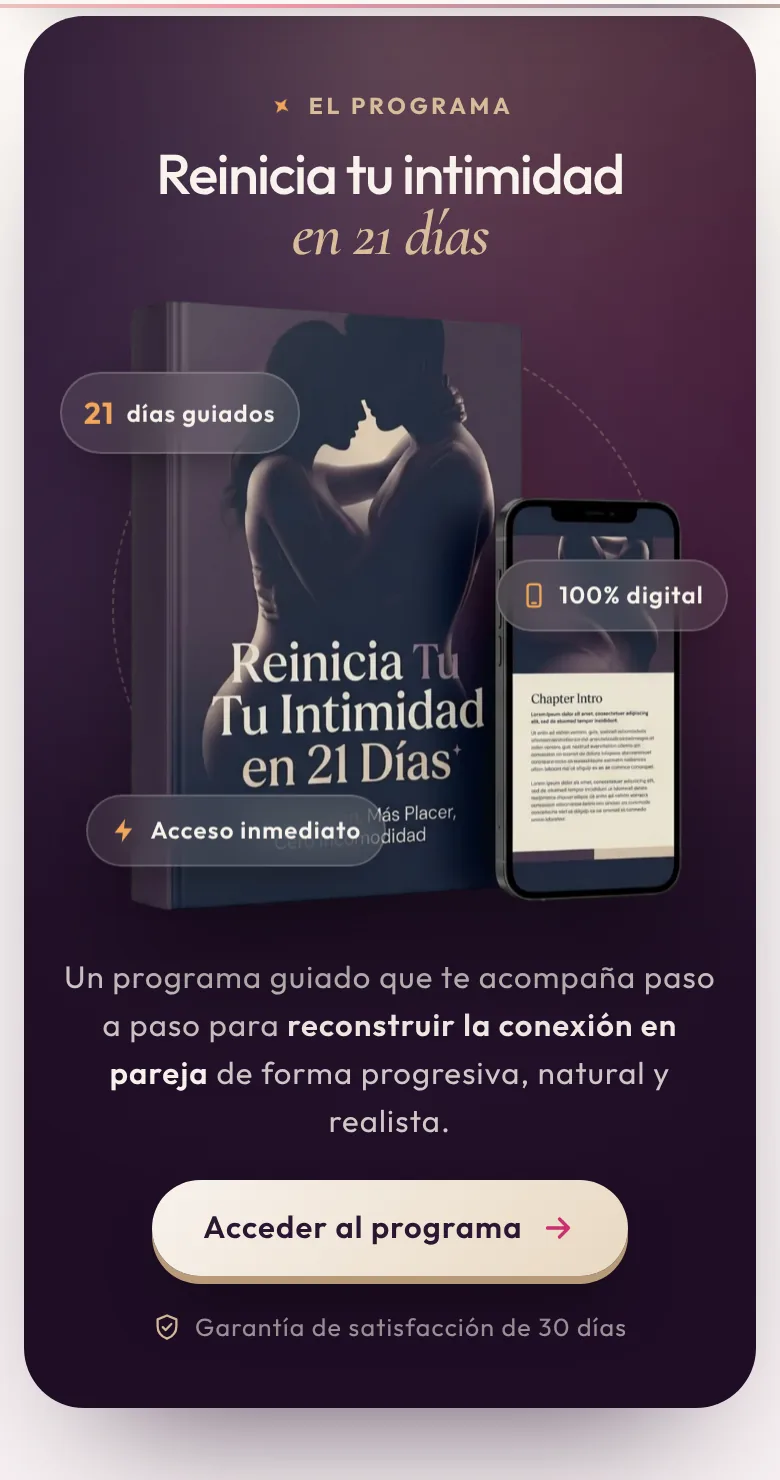 EL PROGRAMA
Reinicia tu intimidad
en 21 días
21 días guiados
100% digital
Reinicia Tu
Tu Intimidad
en 21 Días
Chapter Intro
Más Placer,
Acceso inmediato
Cero Incomodidad
Un programa guiado que te acompaña paso
a paso para reconstruir la conexión en
pareja de forma progresiva, natural y
realista.
Acceder al programa
Garantía de satisfacción de 30 días